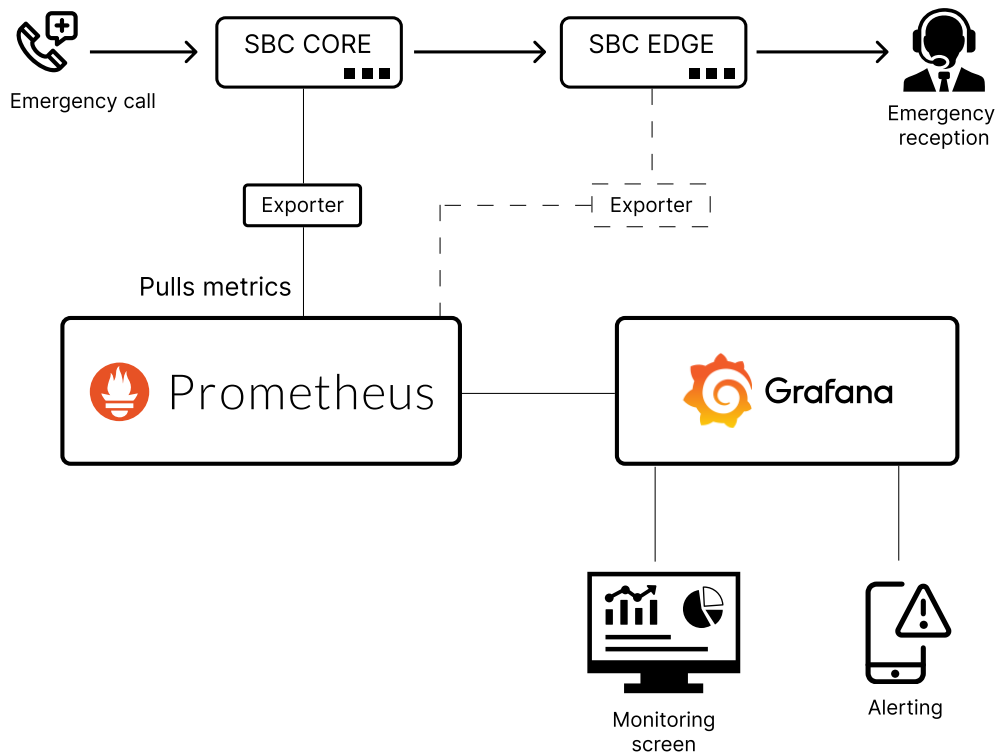 SBC CORE
SBC EDGE
Emergency call
Emergency
reception
Exporter
Exporter
Pulls metrics
Prometheus
Grafana
Monitoring
screen
Alerting